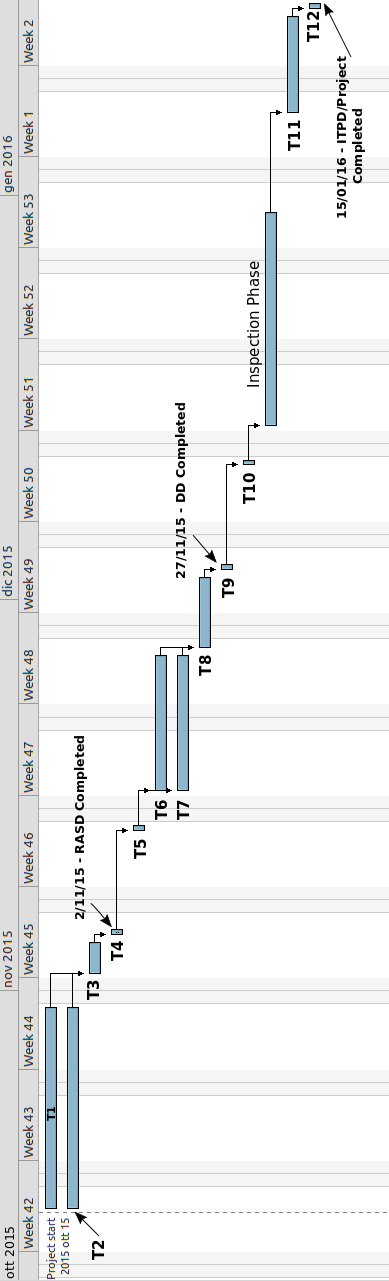 ott 2015
nov 2015
dic 2015
gen 2016
Week 42
Week 43
Week 44
Week 45
Week 46
Week 47
Week 48
Week 49
Week 50
Week 51
Week 52
Week 53
Week 1
Week 2
Project start
2015 ott 15
T1
T2
T3
T4
2/11/15 - RASD Completed
T5
T6
T7
T8
T9
27/11/15 - DD Completed
T10
Inspection Phase
T11
T12
15/01/16 - ITPD/Project
Completed